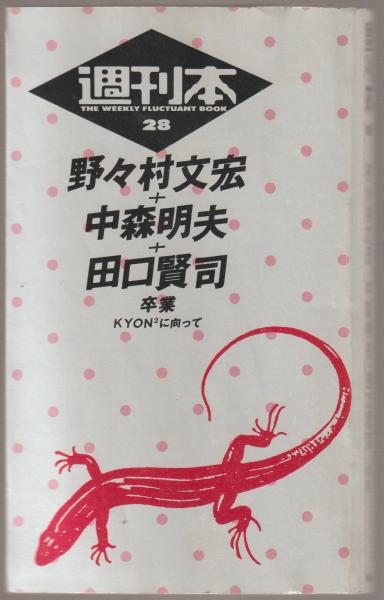 週刊本
THE WEEKLY FLUCTUANT BOOK
28
野々村文宏
+
中森明夫
+
田口賢司
卒業
KYON²に向って